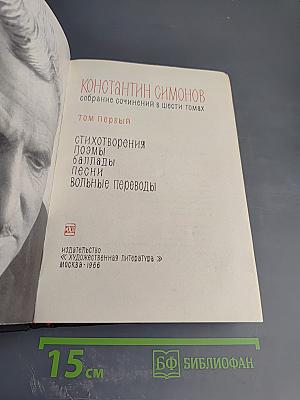 КОНСТАНТИН СИМОНОВ
собрание сочинений в шести томах
том первый
стихотворения
поэмы
баллады
песни
вольные переводы
издательство
«художественная литература»
москва·1966
15 см
БФ БИБЛИОФАН